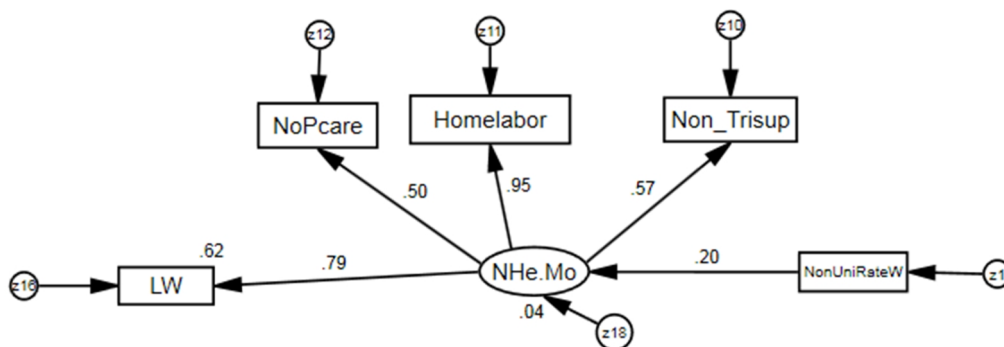 z12
z11
z10
NoPcare
Homelabor
Non_Trisup
.50
.95
.57
.62
.79
.20
z16
LW
NHe.Mo
NonUniRateW
.04
z18